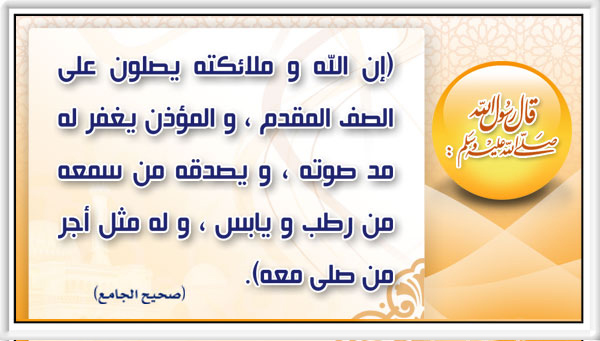 قال رسول الله
صلى الله عليه وسلم :
(إن الله و ملائكته يصلون على
الصف المقدم ، و المؤذن يغفر له
مد صوته ، و يصدقه من سمعه
من رطب و يابس ، و له مثل أجر
من صلى معه).
(صحيح الجامع)